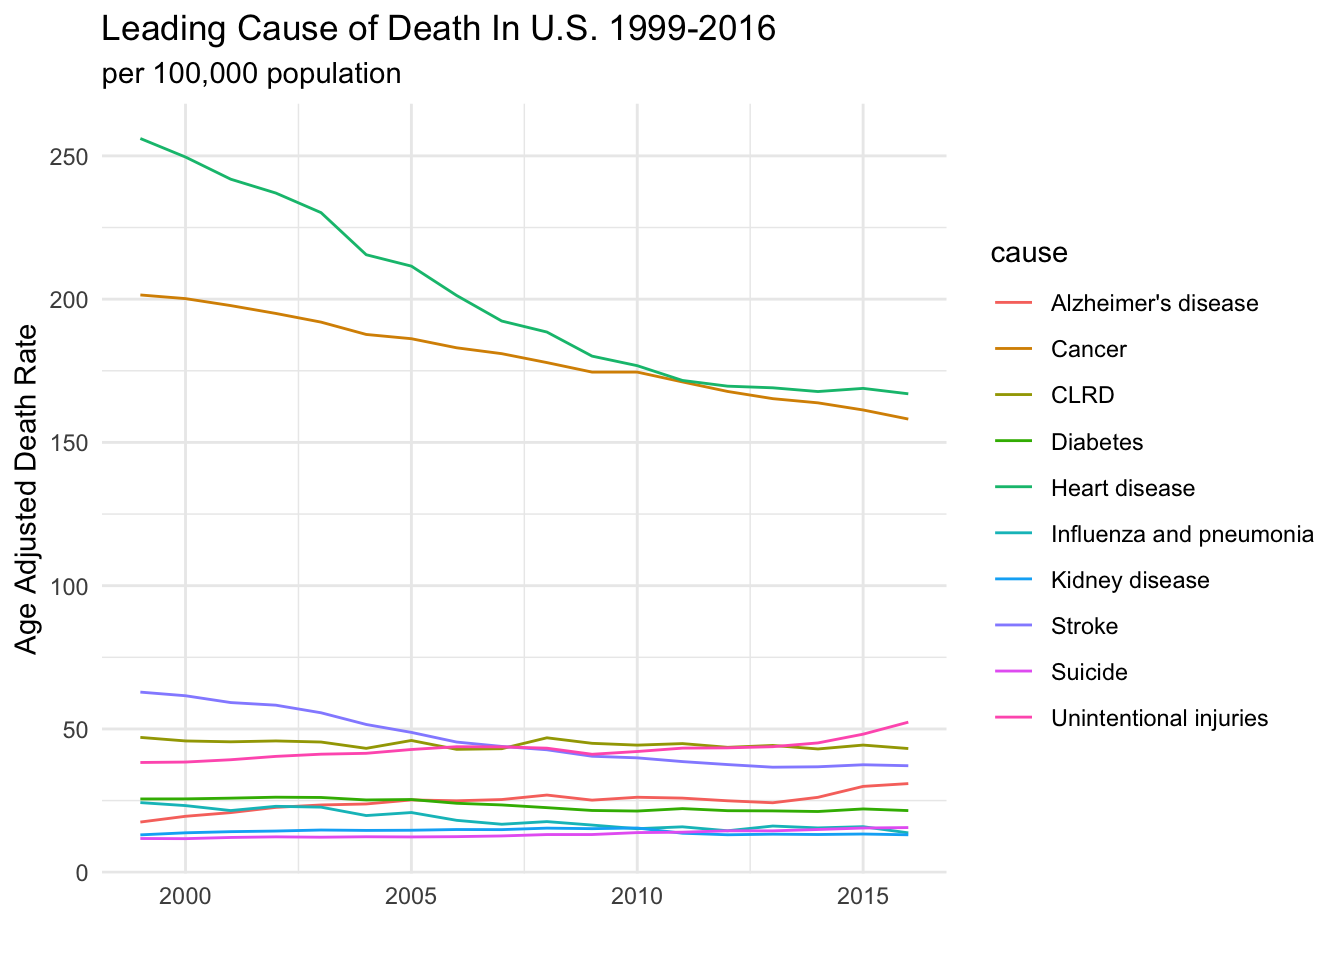 Leading Cause of Death In U.S. 1999-2016
per 100,000 population
Age Adjusted Death Rate
250
200
150
100
50
0
2000
2005
2010
2015
cause
Alzheimer's disease
Cancer
CLRD
Diabetes
Heart disease
Influenza and pneumonia
Kidney disease
Stroke
Suicide
Unintentional injuries